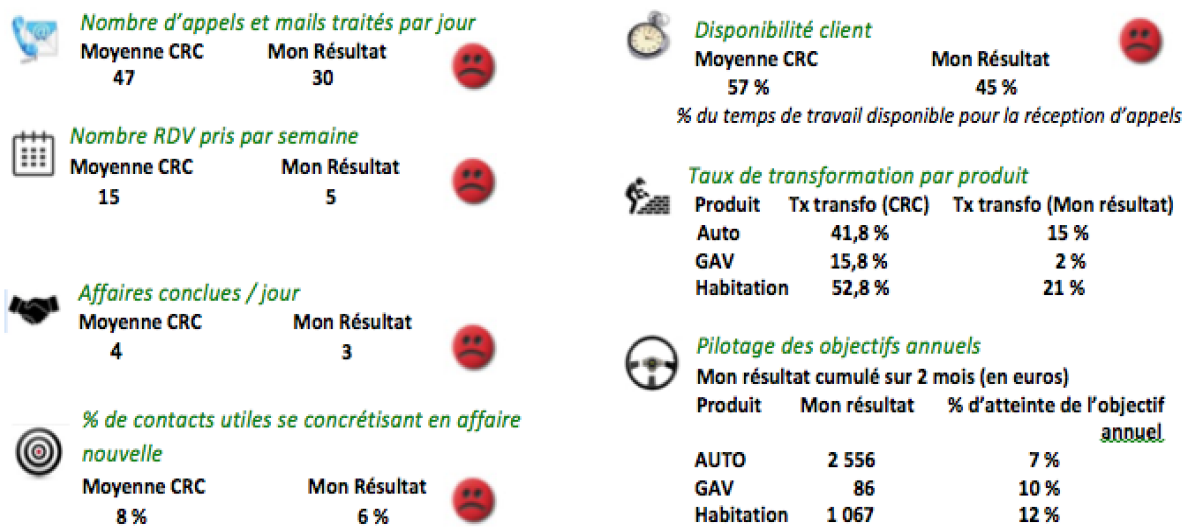 Nombre d'appels et mails traités par jour
Moyenne CRC Mon Résultat
47 30
Nombre RDV pris par semaine
Moyenne CRC Mon Résultat
15 5
Affaires conclues / jour
Moyenne CRC Mon Résultat
4 3
% de contacts utiles se concrétisant en affaire
nouvelle
Moyenne CRC Mon Résultat
8 % 6 %
Disponibilité client
Moyenne CRC Mon Résultat
57 % 45 %
% du temps de travail disponible pour la réception d'appels
Taux de transformation par produit
Produit Tx transfo (CRC) Tx transfo (Mon résultat)
Auto 41,8 % 15 %
GAV 15,8 % 2 %
Habitation 52,8 % 21 %
Pilotage des objectifs annuels
Mon résultat cumulé sur 2 mois (en euros)
Produit Mon résultat % d'atteinte de l'objectif
annuel
AUTO 2 556 7 %
GAV 86 10 %
Habitation 1 067 12 %